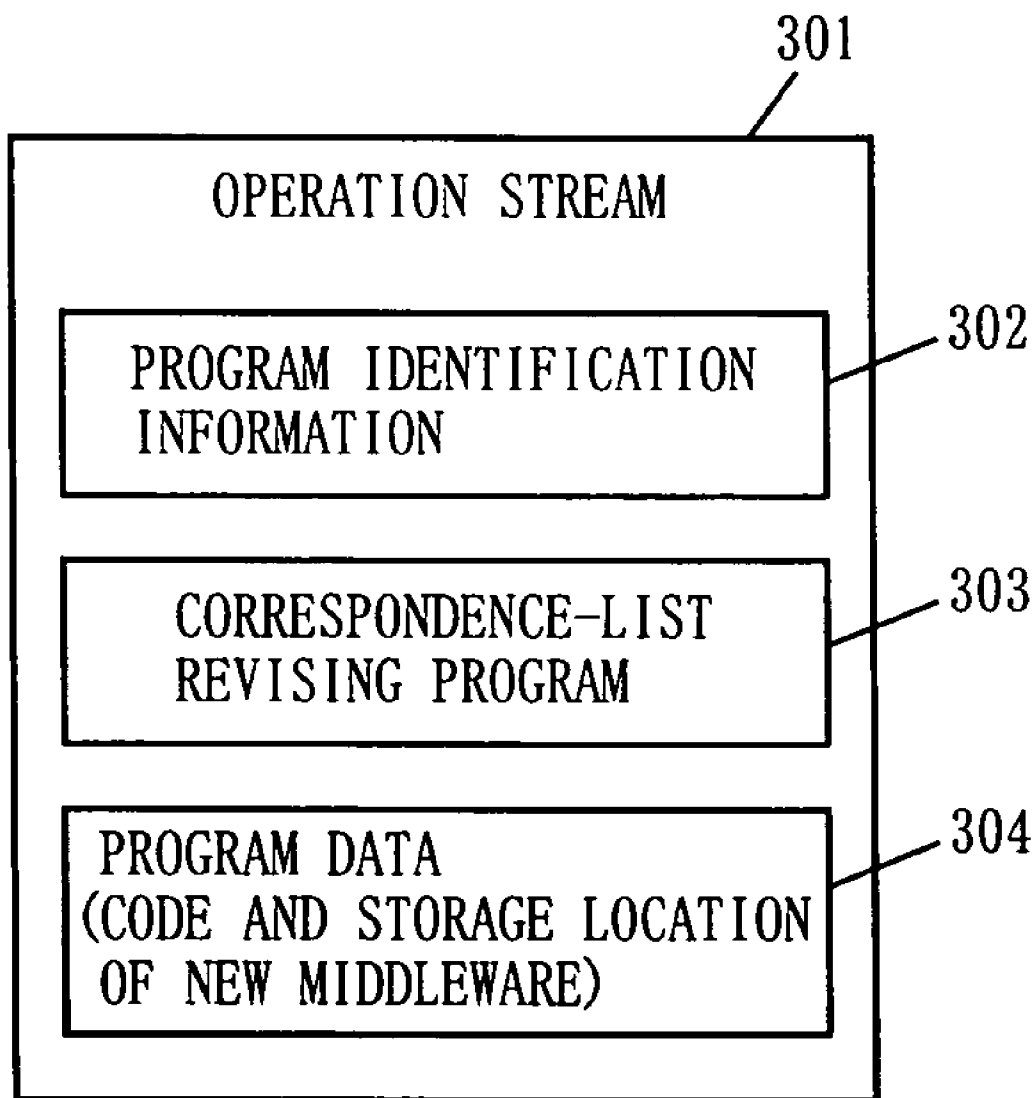 301
OPERATION STREAM
302
PROGRAM IDENTIFICATION
INFORMATION
303
CORRESPONDENCE-LIST
REVISING PROGRAM
304
PROGRAM DATA
(CODE AND STORAGE LOCATION
OF NEW MIDDLEWARE)